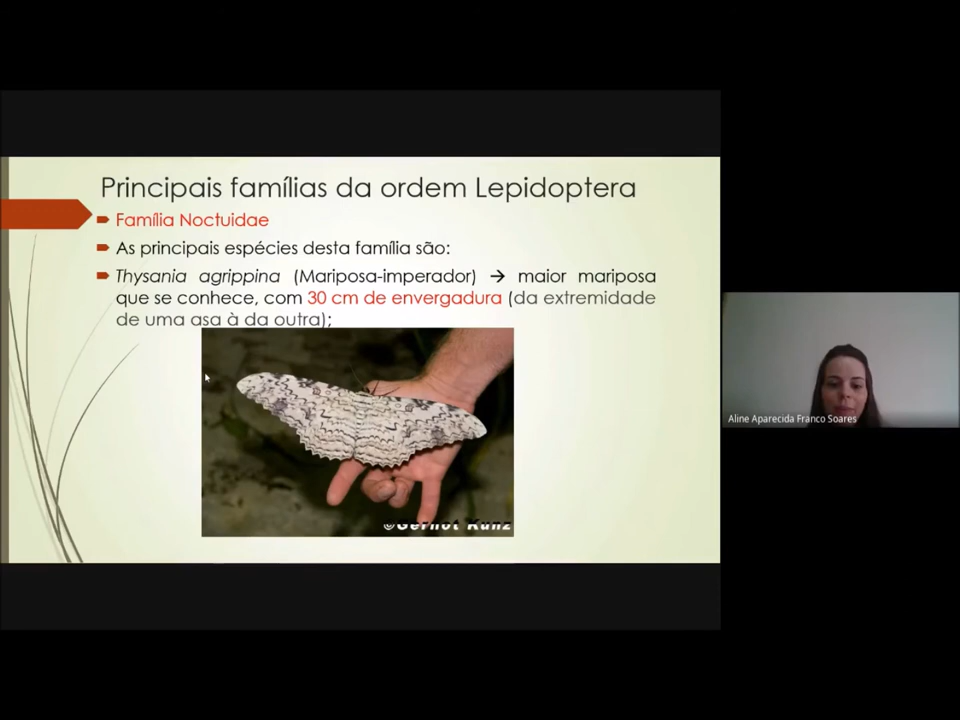 Principais famílias da ordem Lepidoptera
Família Noctuidae
As principais espécies desta família são:
Thysania agrippina (Mariposa-imperador) → maior mariposa
que se conhece, com 30 cm de envergadura (da extremidade
de uma asa à da outra);
©Gernot Kunz
Aline Aparecida Franco Soares